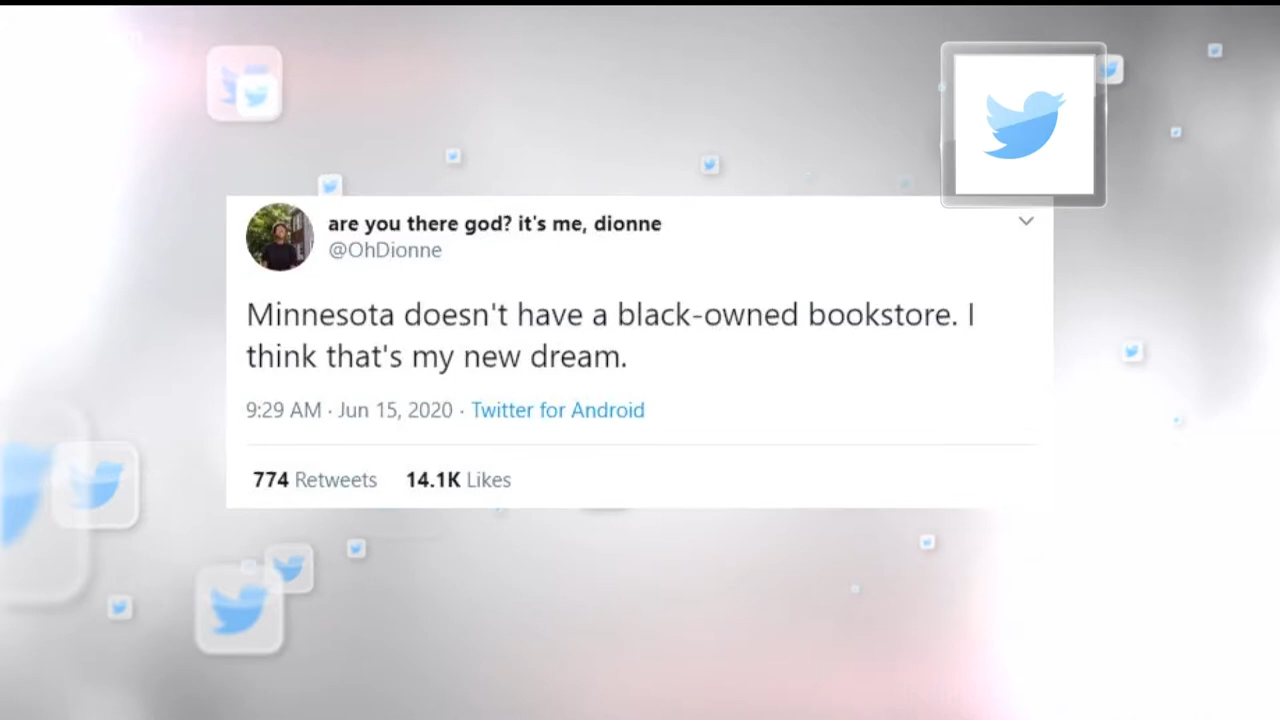 are you there god? it's me, dionne
@OhDionne
Minnesota doesn't have a black-owned bookstore. I
think that's my new dream.
9:29 AM · Jun 15, 2020 · Twitter for Android
774 Retweets 14.1K Likes